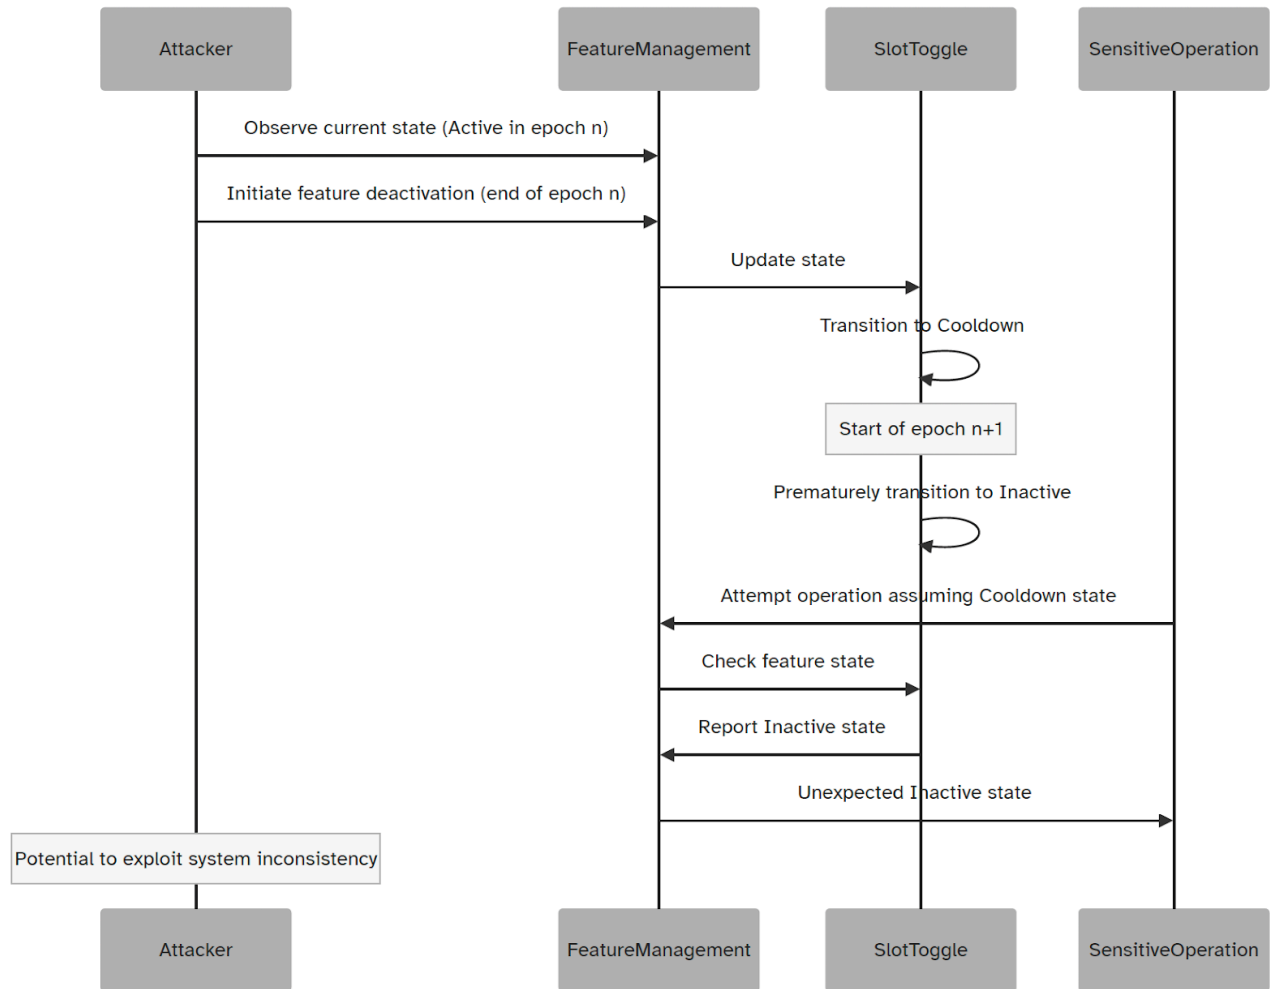 Attacker
FeatureManagement
SlotToggle
SensitiveOperation
Observe current state (Active in epoch n)
Initiate feature deactivation (end of epoch n)
Update state
Transition to Cooldown
Start of epoch n+1
Prematurely transition to Inactive
Attempt operation assuming Cooldown state
Check feature state
Report Inactive state
Unexpected Inactive state
Potential to exploit system inconsistency
Attacker
FeatureManagement
SlotToggle
SensitiveOperation